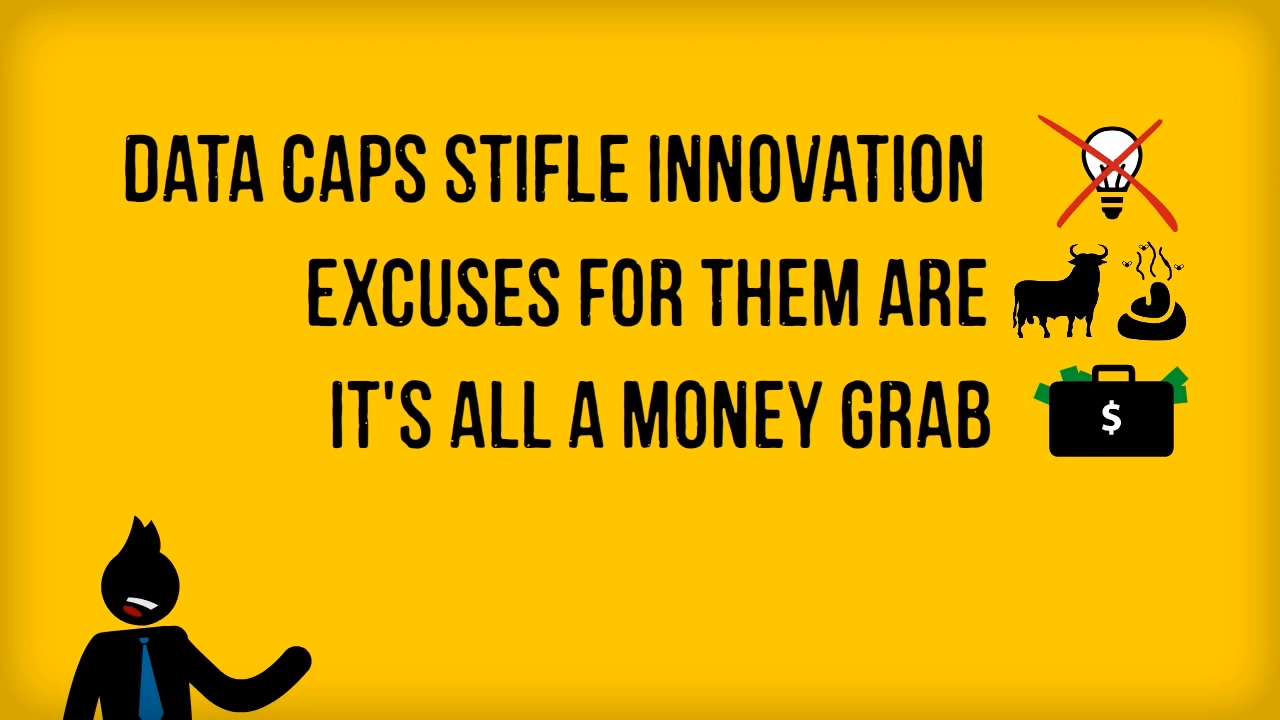 DATA CAPS STIFLE INNOVATION
EXCUSES FOR THEM ARE
IT'S ALL A MONEY GRAB
$